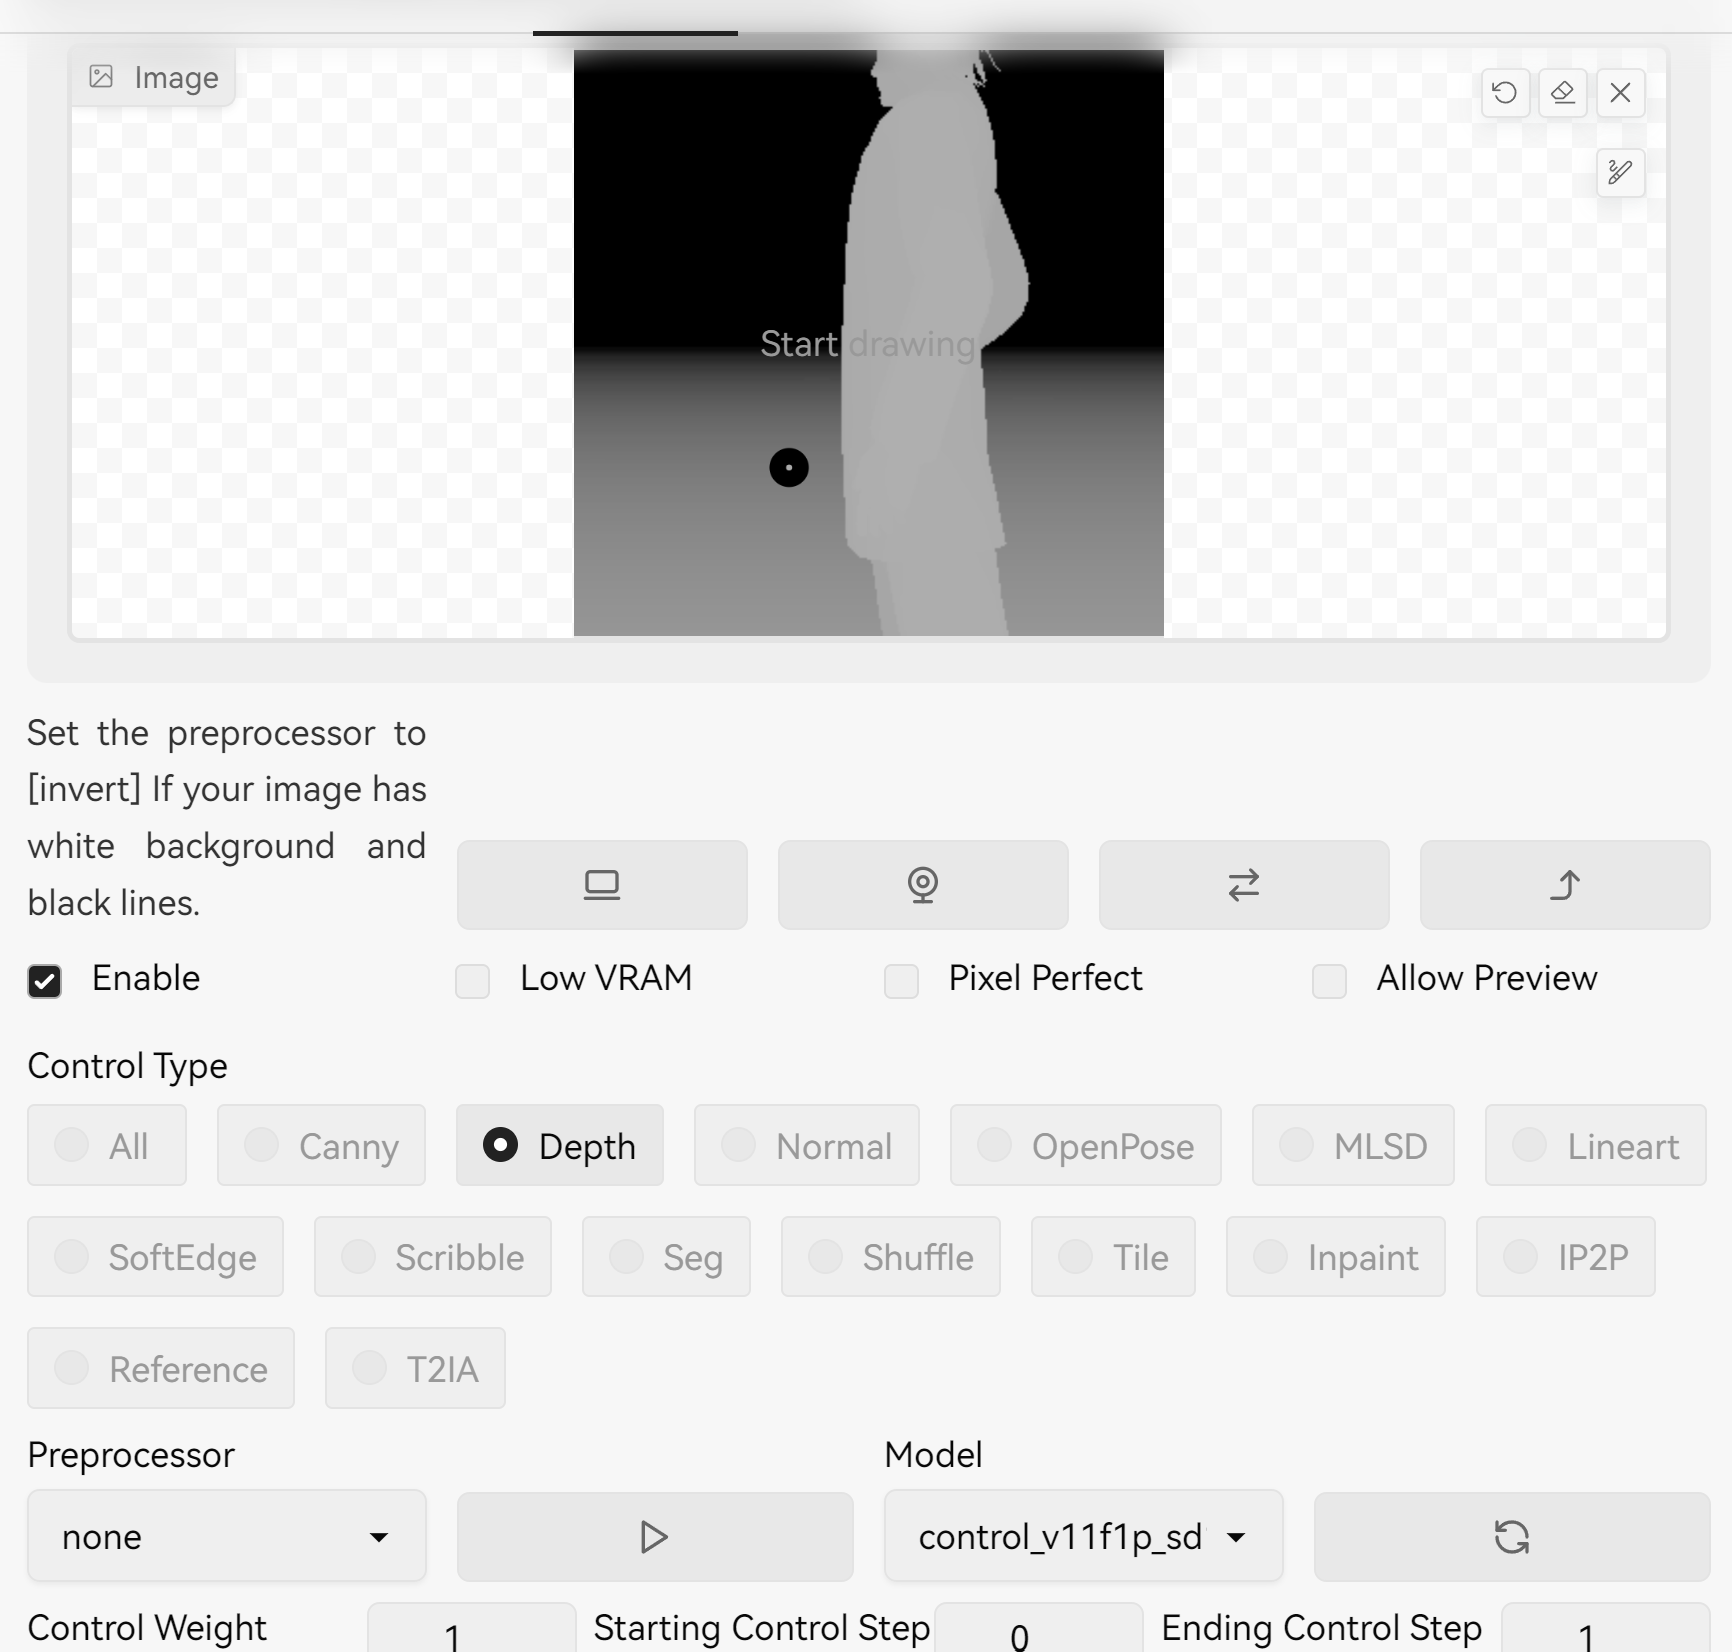 Image
Start drawing
Set the preprocessor to
[invert] If your image has
white background and
black lines.
Enable
Low VRAM
Pixel Perfect
Allow Preview
Control Type
All
Canny
Depth
Normal
OpenPose
MLSD
Lineart
SoftEdge
Scribble
Seg
Shuffle
Tile
Inpaint
IP2P
Reference
T2IA
Preprocessor
Model
none
control_v11f1p_sd
Control Weight
1
Starting Control Step
0
Ending Control Step
1